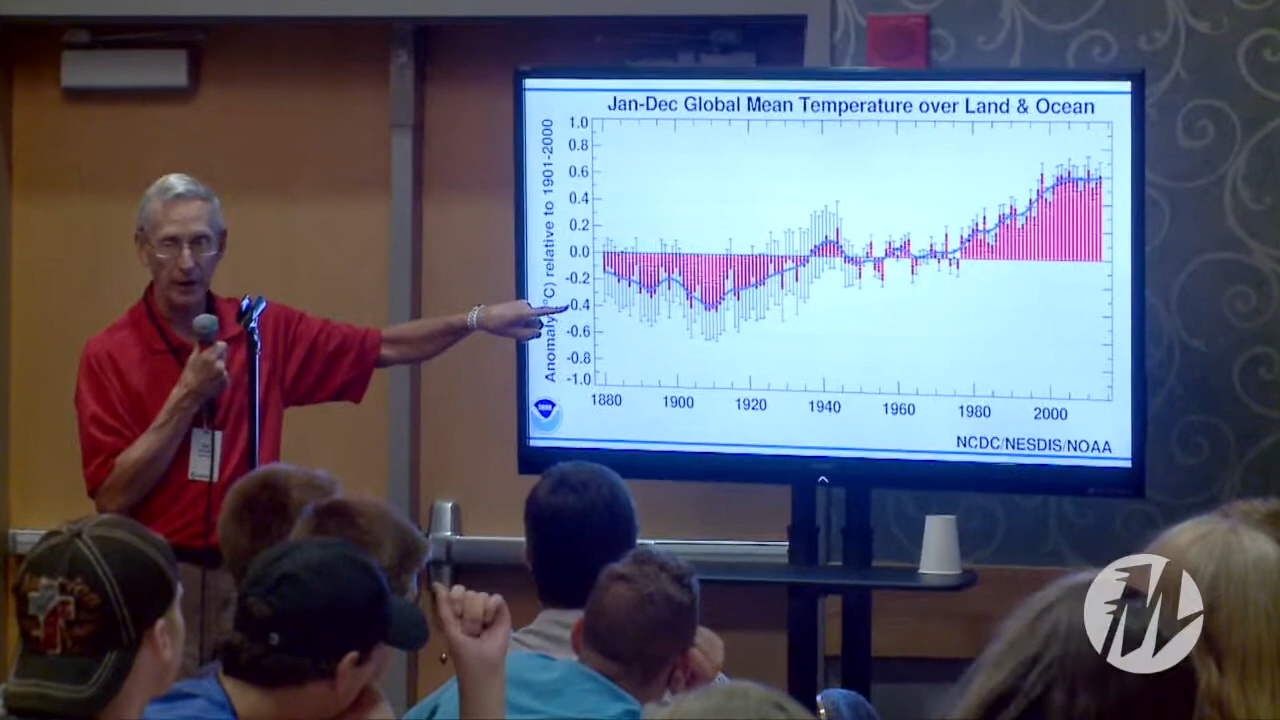 Jan-Dec Global Mean Temperature over Land & Ocean
Anomaly (°C) relative to 1901-2000
1.0
0.8
0.6
0.4
0.2
0.0
-0.2
-0.4
-0.6
-0.8
-1.0
1880 1900 1920 1940 1960 1980 2000
NCDC/NESDIS/NOAA
M